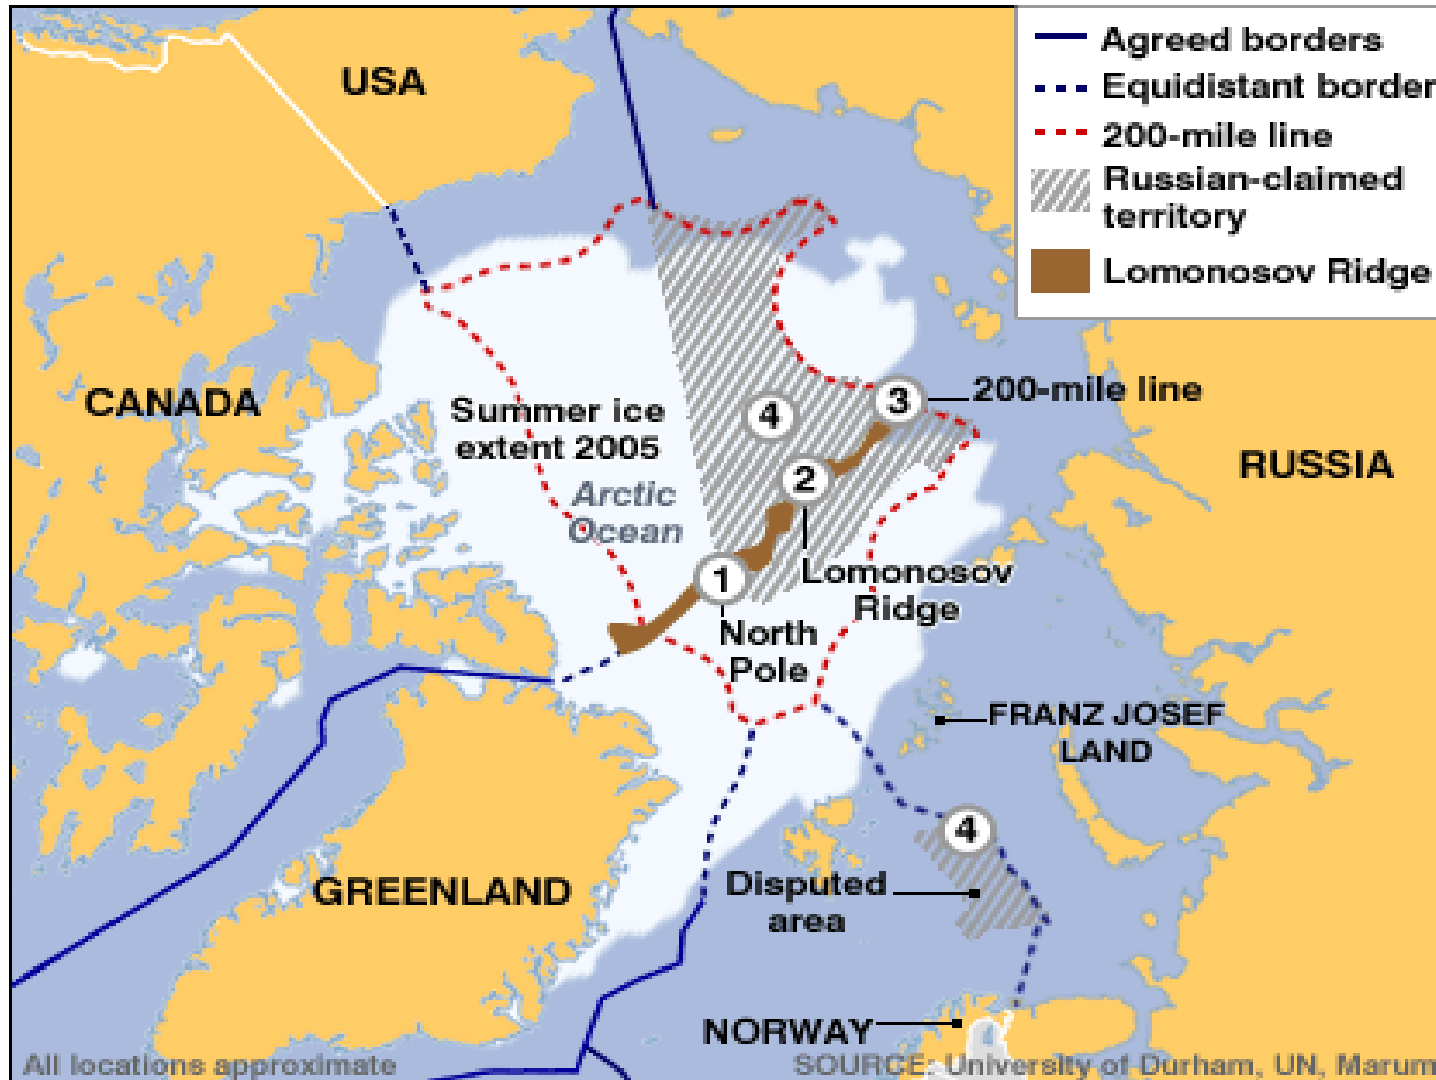 Agreed borders
Equidistant border
200-mile line
Russian-claimed
territory
Lomonosov Ridge
USA
CANADA
Summer ice
extent 2005
Arctic
Ocean
4
3
200-mile line
2
RUSSIA
1
Lomonosov
Ridge
North
Pole
FRANZ JOSEF
LAND
4
GREENLAND
Disputed
area
NORWAY
All locations approximate
SOURCE: University of Durham, UN, Marum